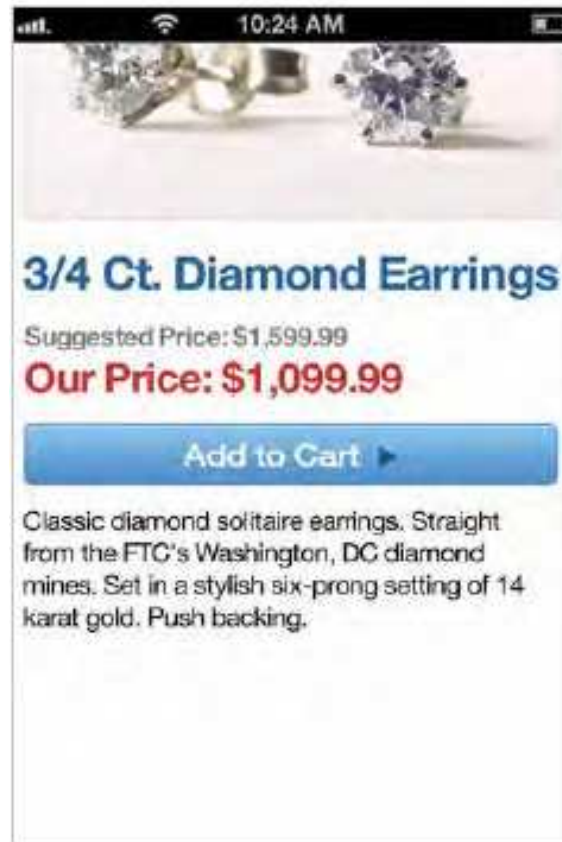 10:24 AM
3/4 Ct. Diamond Earrings
Suggested Price: $1,599.99
Our Price: $1,099.99
Add to Cart
Classic diamond solitaire earrings. Straight
from the FTC's Washington, DC diamond
mines. Set in a stylish six-prong setting of 14
karat gold. Push backing.